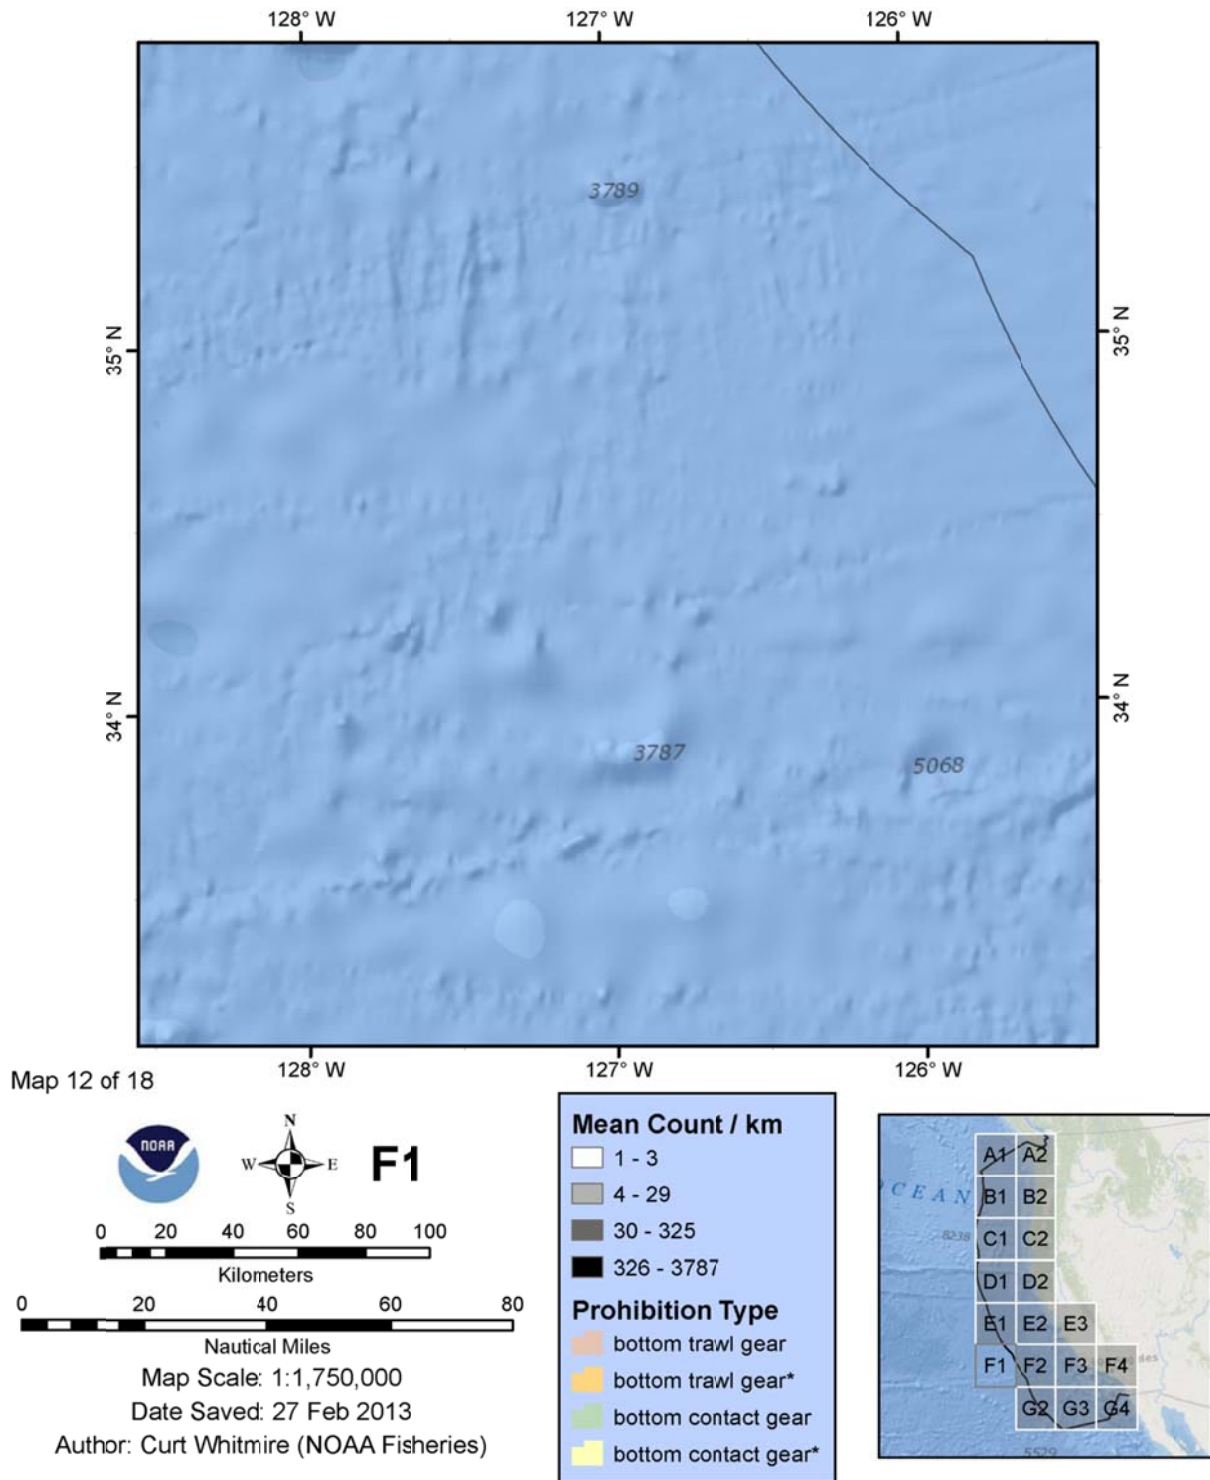 128° W 127° W 126° W
3789
35° N 35° N
34° N 34° N
3787
5068
128° W 127° W 126° W
Map 12 of 18
NOAA
N
W E
S
F1
0 20 40 60 80 100
Kilometers
0 20 40 60 80
Nautical Miles
Map Scale: 1:1,750,000
Date Saved: 27 Feb 2013
Author: Curt Whitmire (NOAA Fisheries)
Mean Count / km
1 - 3
4 - 29
30 - 325
326 - 3787
Prohibition Type
bottom trawl gear
bottom trawl gear*
bottom contact gear
bottom contact gear*
A1 A2
OCEAN B1 B2
8238 C1 C2
D1 D2
E1 E2 E3
F1 F2 F3 F4
G2 G3 G4
5529